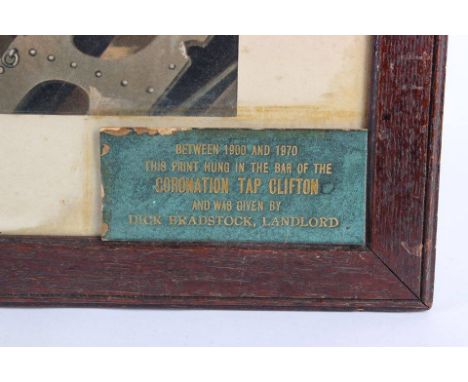 BETWEEN 1900 AND 1970
THIS PRINT HUNG IN THE BAR OF THE
CORONATION TAP CLIFTON
AND WAS GIVEN BY
DICK BRADSTOCK, LANDLORD